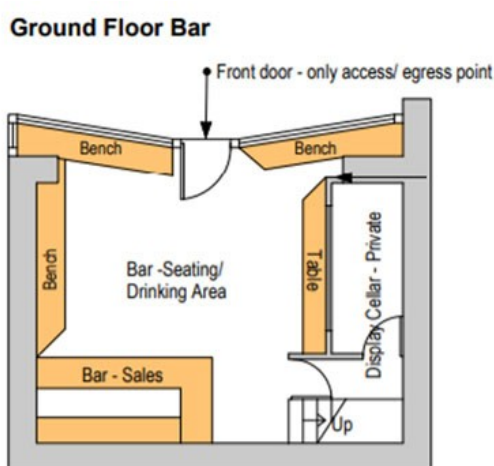 Ground Floor Bar
Front door - only access/ egress point
Bench
Bench
Bench
Bar -Seating/
Drinking Area
Table
Display Cellar - Private
Bar - Sales
Up